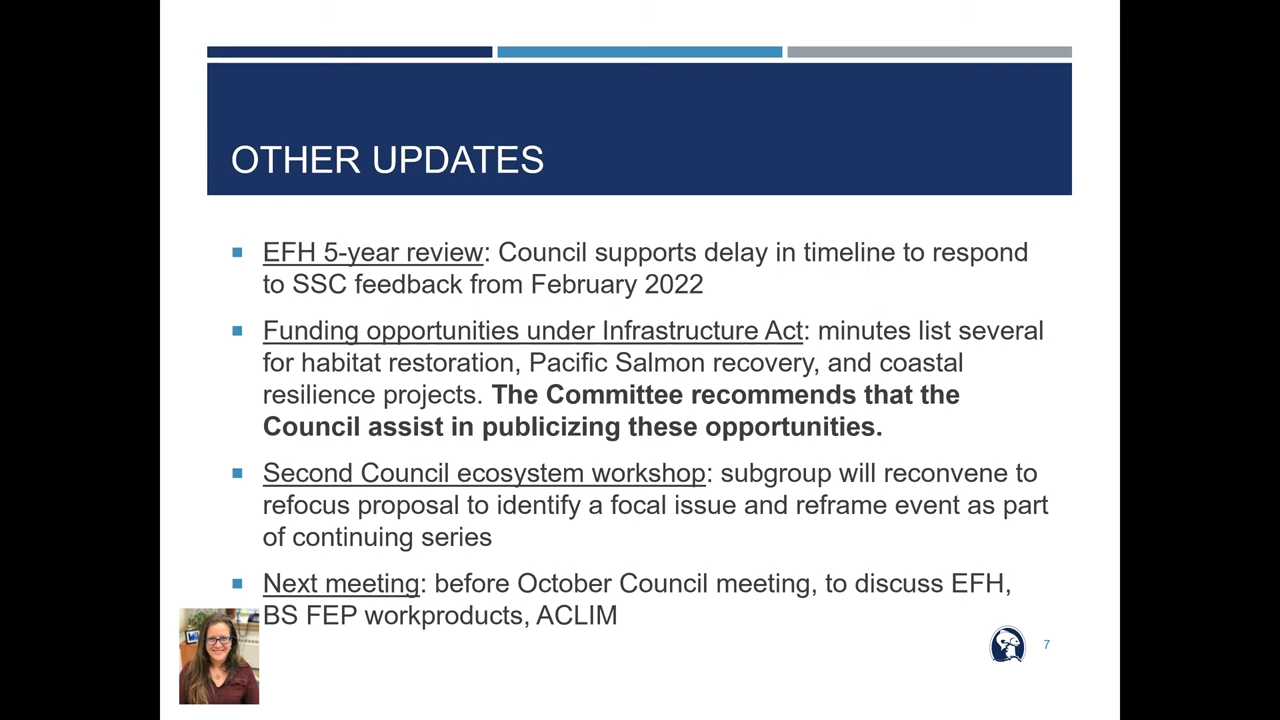 OTHER UPDATES
EFH 5-year review: Council supports delay in timeline to respond
to SSC feedback from February 2022
Funding opportunities under Infrastructure Act: minutes list several
for habitat restoration, Pacific Salmon recovery, and coastal
resilience projects. The Committee recommends that the
Council assist in publicizing these opportunities.
Second Council ecosystem workshop: subgroup will reconvene to
refocus proposal to identify a focal issue and reframe event as part
of continuing series
Next meeting: before October Council meeting, to discuss EFH,
BS FEP workproducts, ACLIM
7